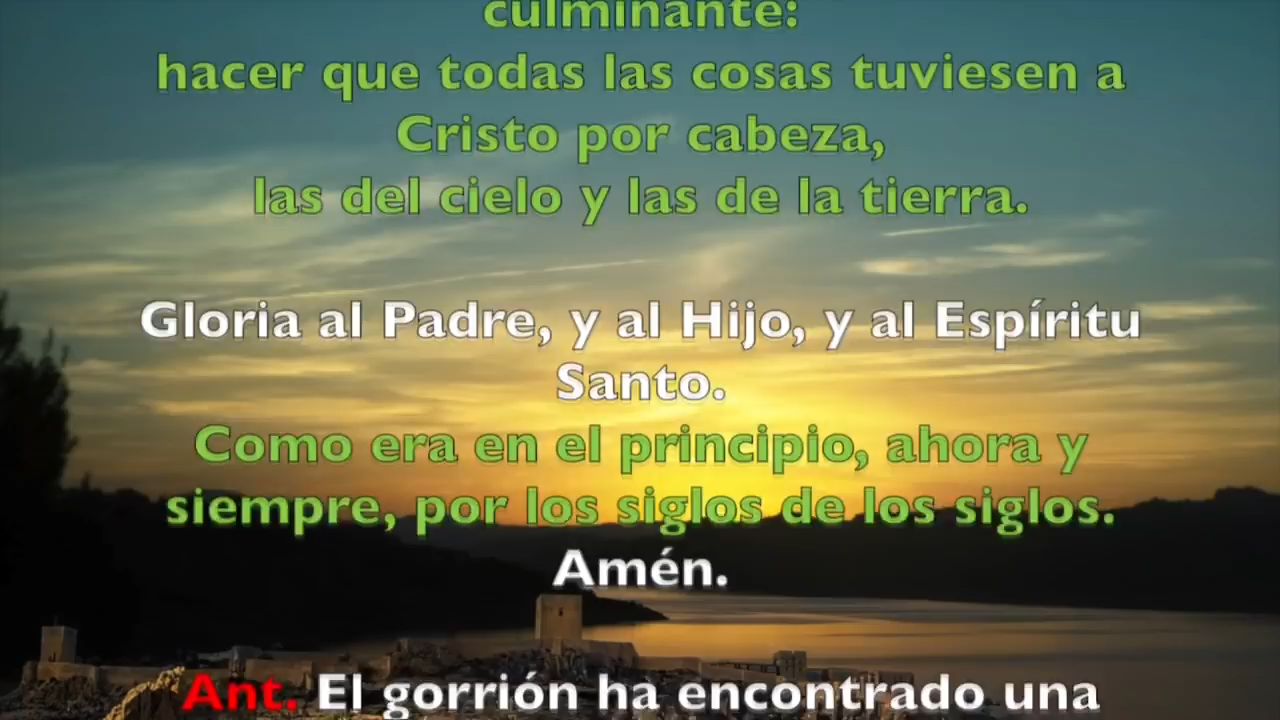 culminante:
hacer que todas las cosas tuviesen a
Cristo por cabeza,
las del cielo y las de la tierra.
Gloria al Padre, y al Hijo, y al Espíritu
Santo.
Como era en el principio, ahora y
siempre, por los siglos de los siglos.
Amén.
Ant. El gorrión ha encontrado una